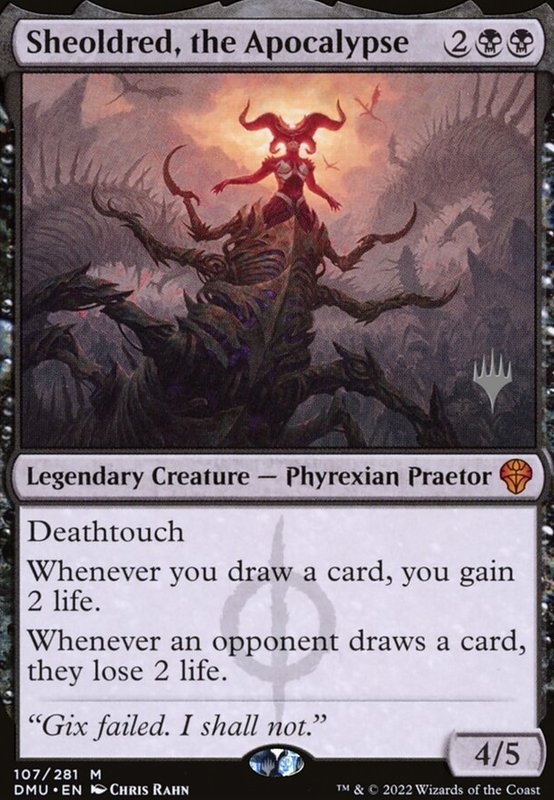 Sheoldred, the Apocalypse 2
Legendary Creature — Phyrexian Praetor
Deathtouch
Whenever you draw a card, you gain
2 life.
Whenever an opponent draws a card,
they lose 2 life.
“Gix failed. I shall not.”
4/5
107/281 M
DMU • EN Chris Rahn
™ & © 2022 Wizards of the Coast